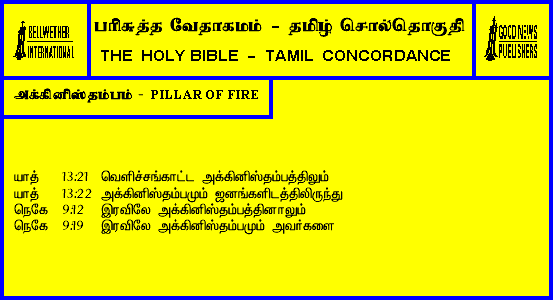 BELLWETHER
INTERNATIONAL
பரிசுத்த வேதாகமம் - தமிழ் சொல்தொகுதி
THE HOLY BIBLE - TAMIL CONCORDANCE
GOOD NEWS
PUBLISHERS
அக்கினிஸ்தம்பம் - PILLAR OF FIRE
யாத் 13:21 வெளிச்சங்காட்ட அக்கினிஸ்தம்பத்திலும்
யாத் 13:22 அக்கினிஸ்தம்பமும் ஜனங்களிடத்திலிருந்து
நெகே 9:12 இரவிலே அக்கினிஸ்தம்பத்தினாலும்
நெகே 9:19 இரவிலே அக்கினிஸ்தம்பமும் அவர்களை